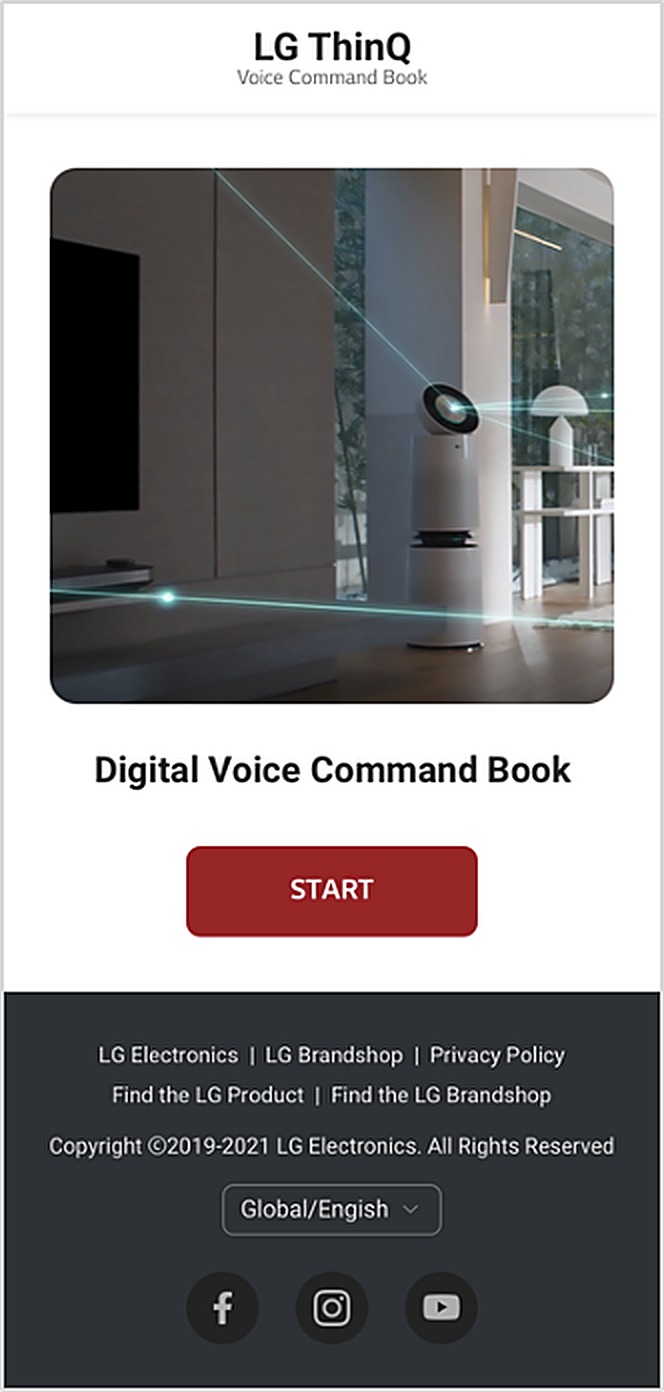 LG ThinQ
Voice Command Book
Digital Voice Command Book
START
LG Electronics | LG Brandshop | Privacy Policy
Find the LG Product | Find the LG Brandshop
Copyright ©2019-2021 LG Electronics. All Rights Reserved
Global/Engish